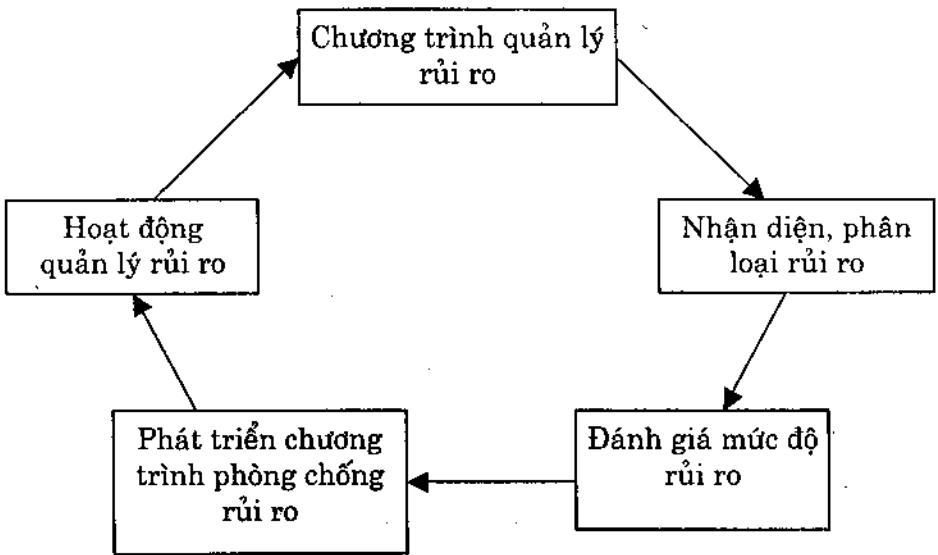 Chương trình quản lý
rủi ro
Hoạt động
quản lý rủi ro
Nhận diện, phân
loại rủi ro
Phát triển chương
trình phòng chống
rủi ro
Đánh giá mức độ
rủi ro